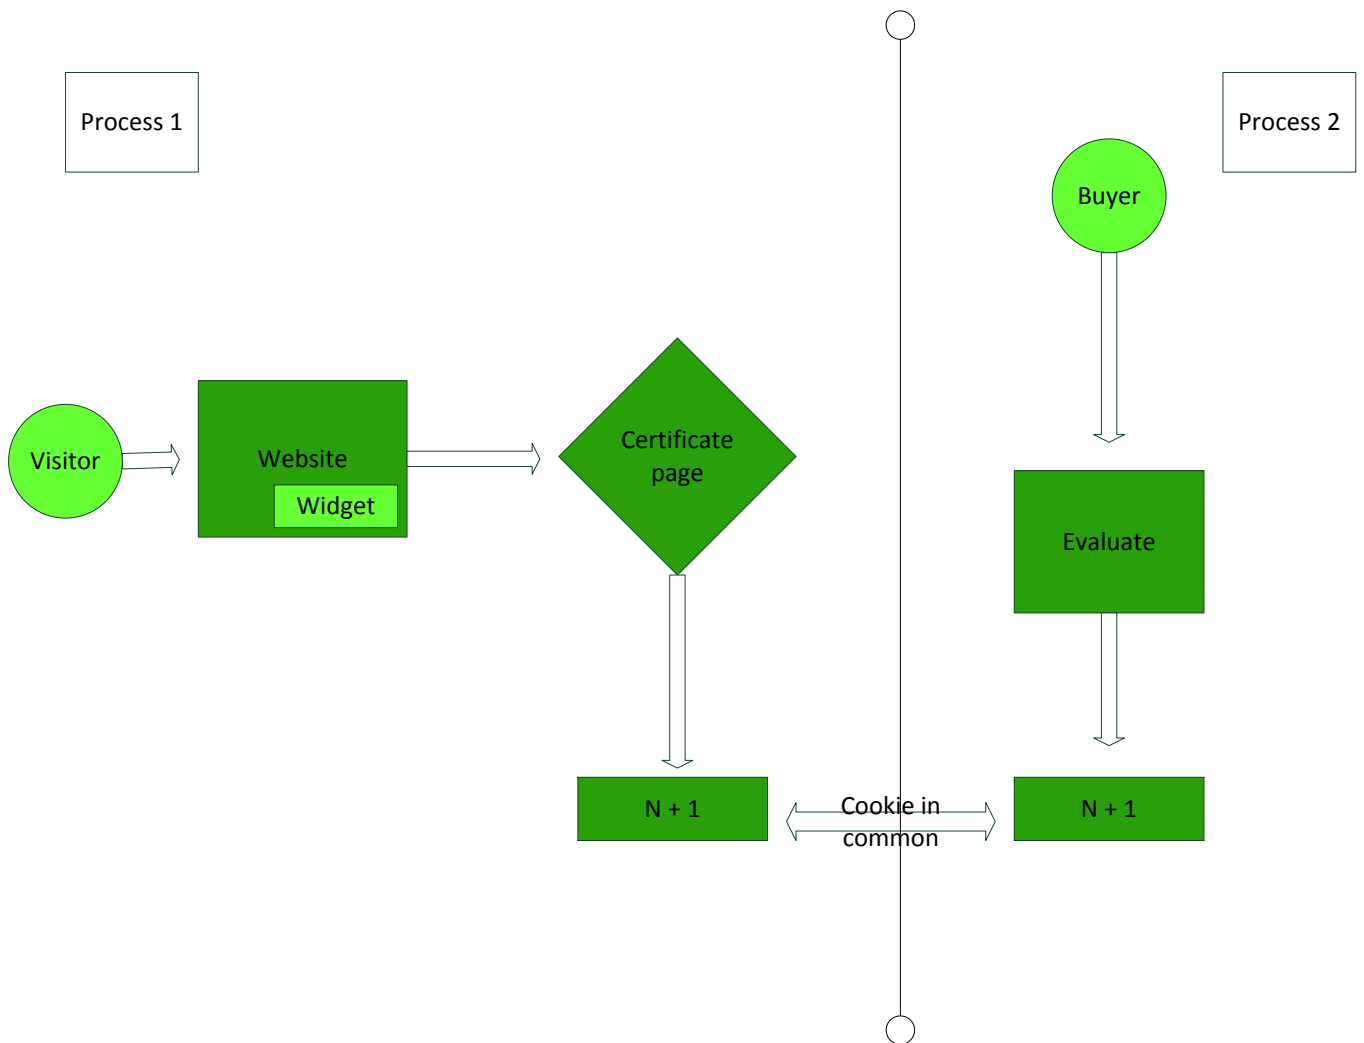 Process 1
Process 2
Buyer
Visitor
Website
Widget
Certificate
page
Evaluate
N + 1
Cookie in
common
N + 1